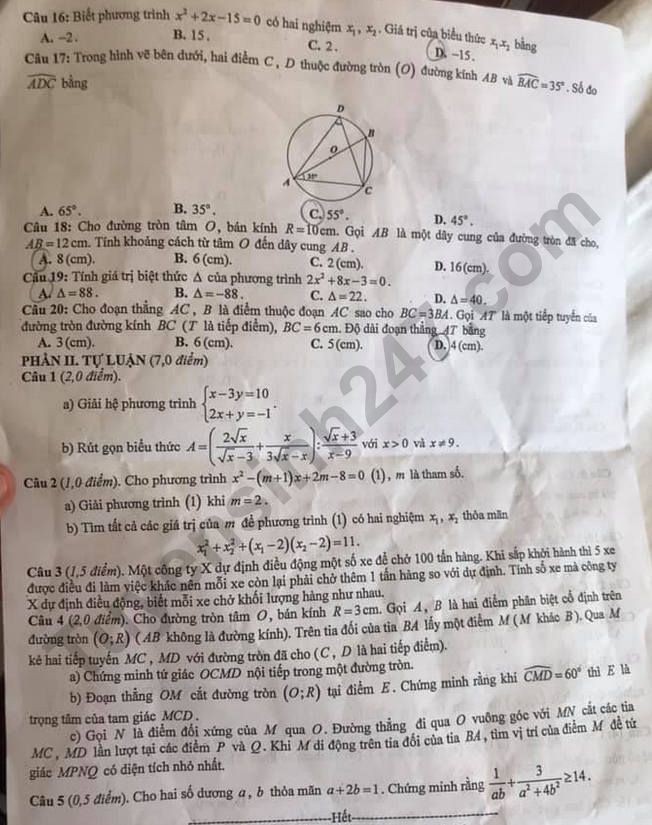 Câu 16: Biết phương trình x² + 2x - 15 = 0 có hai nghiệm x₁, x₂. Giá trị của biểu thức x₁x₂ bằng
A. -2. B. 15. C. 2. D. -15.
Câu 17: Trong hình vẽ bên dưới, hai điểm C, D thuộc đường tròn (O) đường kính AB và \widehat{BAC} = 35°. Số đo
\widehat{ADC} bằng
D
B
O
A 35°
C
A. 65°. B. 35°. C. 55°. D. 45°.
Câu 18: Cho đường tròn tâm O, bán kính R = 10cm. Gọi AB là một dây cung của đường tròn đã cho,
AB = 12 cm. Tính khoảng cách từ tâm O đến dây cung AB.
A. 8 (cm). B. 6 (cm). C. 2 (cm). D. 16 (cm).
Câu 19: Tính giá trị biệt thức Δ của phương trình 2x² + 8x - 3 = 0.
A. Δ = 88. B. Δ = -88. C. Δ = 22. D. Δ = 40.
Câu 20: Cho đoạn thẳng AC, B là điểm thuộc đoạn AC sao cho BC = 3BA. Gọi AT là một tiếp tuyến của
đường tròn đường kính BC (T là tiếp điểm), BC = 6 cm. Độ dài đoạn thẳng AT bằng
A. 3 (cm). B. 6 (cm). C. 5 (cm). D. 4 (cm).
PHẦN II. TỰ LUẬN (7,0 điểm)
Câu 1 (2,0 điểm).
a) Giải hệ phương trình { x - 3y = 10
2x + y = -1 .
b) Rút gọn biểu thức A = ( 2√x / (√x - 3) + x / (3√x - x) ) : (√x + 3) / (x - 9) với x > 0 và x ≠ 9.
Câu 2 (1,0 điểm). Cho phương trình x² - (m+1)x + 2m - 8 = 0 (1), m là tham số.
a) Giải phương trình (1) khi m = 2.
b) Tìm tất cả các giá trị của m để phương trình (1) có hai nghiệm x₁, x₂ thỏa mãn
x₁² + x₂² + (x₁ - 2)(x₂ - 2) = 11.
Câu 3 (1,5 điểm). Một công ty X dự định điều động một số xe để chở 100 tấn hàng. Khi sắp khởi hành thì 5 xe
được điều đi làm việc khác nên mỗi xe còn lại phải chở thêm 1 tấn hàng so với dự định. Tính số xe mà công ty
X dự định điều động, biết mỗi xe chở khối lượng hàng như nhau.
Câu 4 (2,0 điểm). Cho đường tròn tâm O, bán kính R = 3 cm. Gọi A, B là hai điểm phân biệt cố định trên
đường tròn (O;R) (AB không là đường kính). Trên tia đối của tia BA lấy một điểm M (M khác B). Qua M
kẻ hai tiếp tuyến MC, MD với đường tròn đã cho (C, D là hai tiếp điểm).
a) Chứng minh tứ giác OCMD nội tiếp trong một đường tròn.
b) Đoạn thẳng OM cắt đường tròn (O;R) tại điểm E. Chứng minh rằng khi \widehat{CMD} = 60° thì E là
trọng tâm của tam giác MCD.
c) Gọi N là điểm đối xứng của M qua O. Đường thẳng đi qua O vuông góc với MN cắt các tia
MC, MD lần lượt tại các điểm P và Q. Khi M di động trên tia đối của tia BA, tìm vị trí của điểm M để tứ
giác MPNQ có diện tích nhỏ nhất.
Câu 5 (0,5 điểm). Cho hai số dương a, b thỏa mãn a + 2b = 1. Chứng minh rằng 1/(ab) + 3/(a² + 4b²) ≥ 14.
-------------------------Hết-------------------------